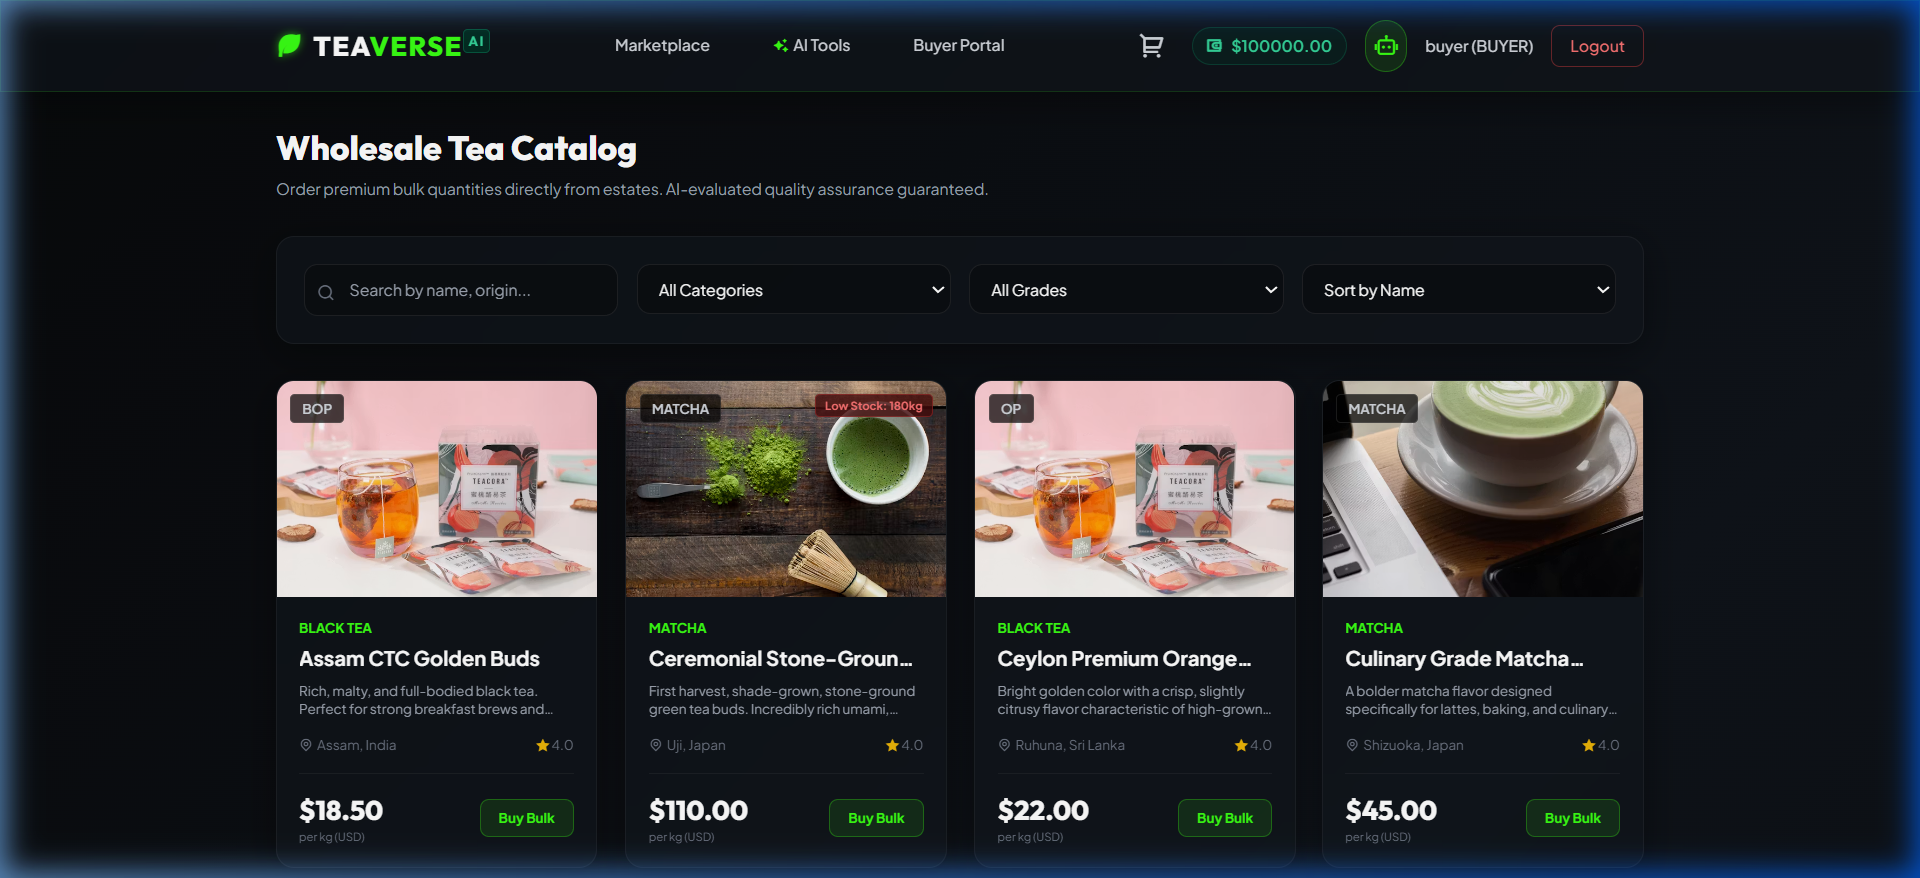 TEAVERSE AI
Marketplace
AI Tools
Buyer Portal
$100000.00
buyer (BUYER)
Logout
Wholesale Tea Catalog
Order premium bulk quantities directly from estates. AI-evaluated quality assurance guaranteed.
Search by name, origin...
All Categories
All Grades
Sort by Name
BOP
TEACORA
BLACK TEA
Assam CTC Golden Buds
Rich, malty, and full-bodied black tea.
Perfect for strong breakfast brews and...
Assam, India
4.0
$18.50
per kg (USD)
Buy Bulk
MATCHA
Low Stock: 180kg
MATCHA
Ceremonial Stone-Groun...
First harvest, shade-grown, stone-ground
green tea buds. Incredibly rich umami,...
Uji, Japan
4.0
$110.00
per kg (USD)
Buy Bulk
OP
TEACORA
BLACK TEA
Ceylon Premium Orange...
Bright golden color with a crisp, slightly
citrusy flavor characteristic of high-grown...
Ruhuna, Sri Lanka
4.0
$22.00
per kg (USD)
Buy Bulk
MATCHA
MATCHA
Culinary Grade Matcha...
A bolder matcha flavor designed
specifically for lattes, baking, and culinary...
Shizuoka, Japan
4.0
$45.00
per kg (USD)
Buy Bulk